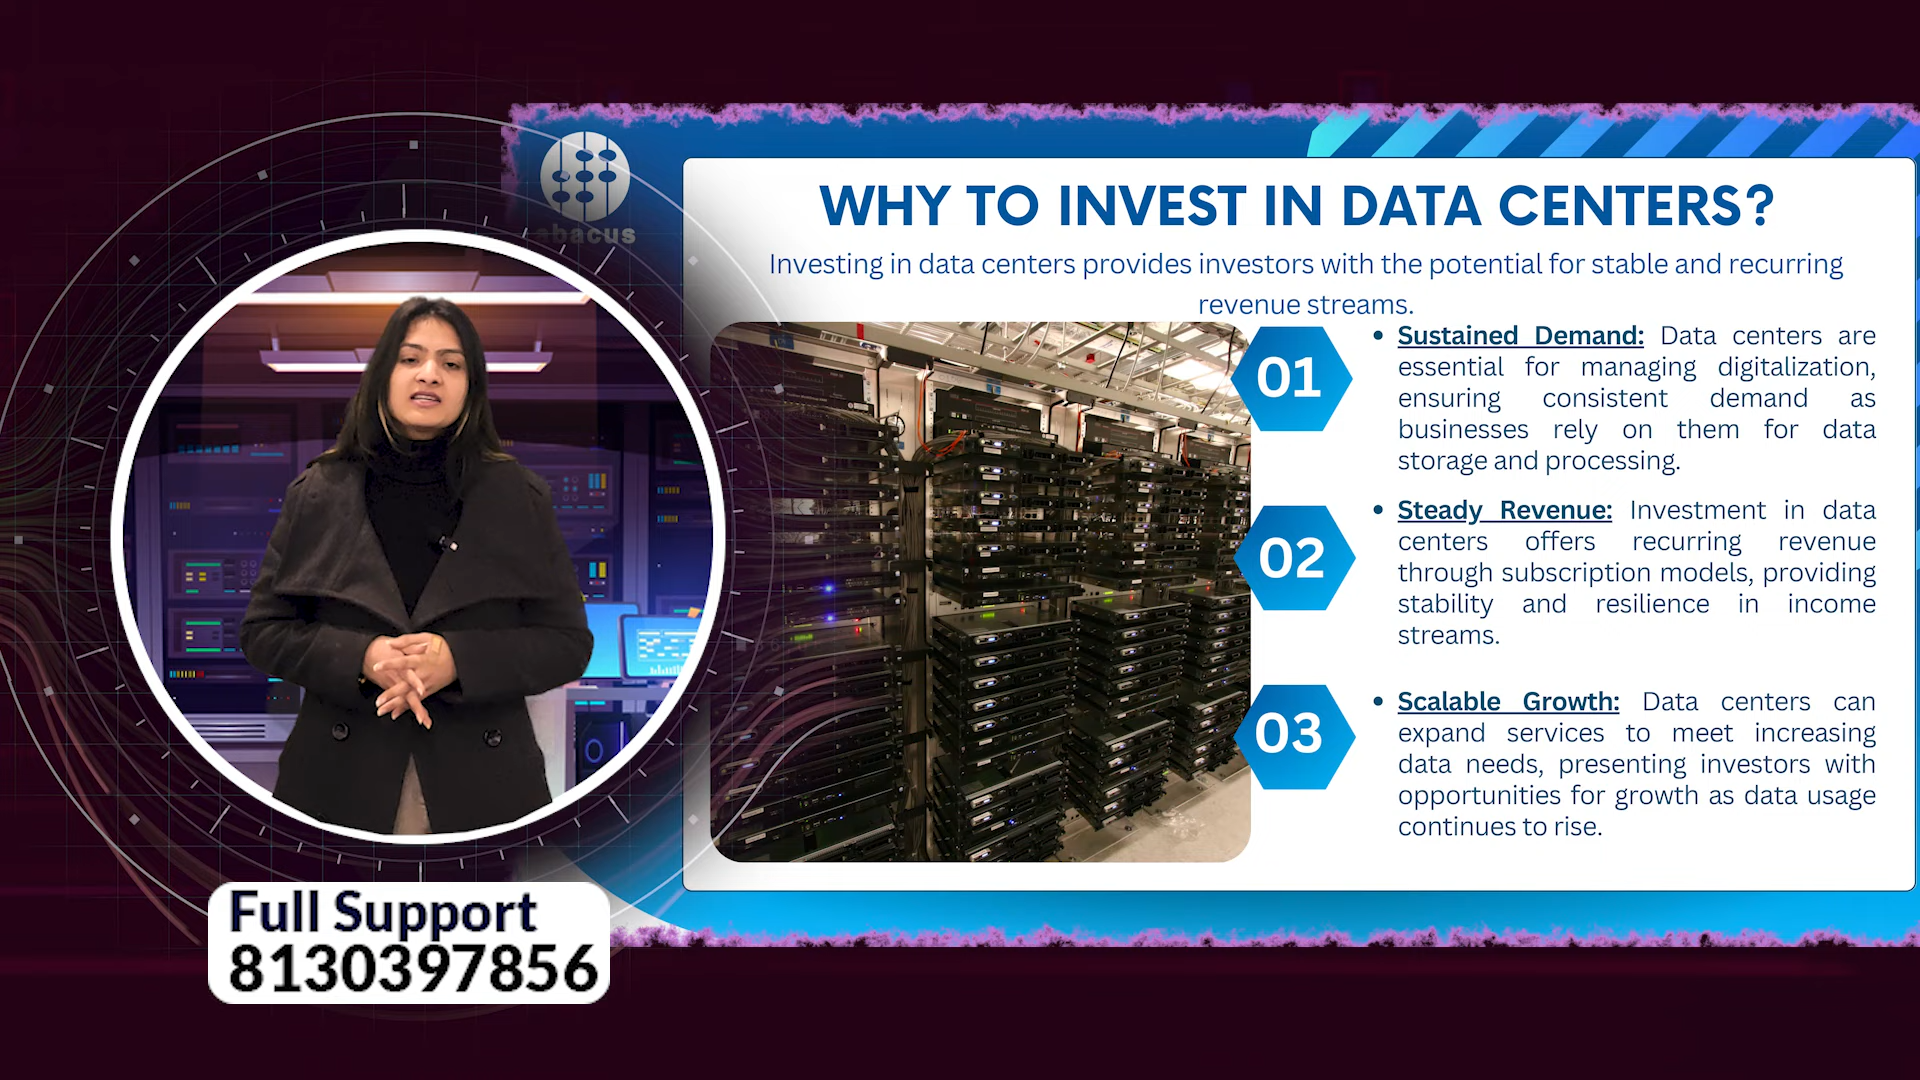 abacus
WHY TO INVEST IN DATA CENTERS?
Investing in data centers provides investors with the potential for stable and recurring
revenue streams.
01
• Sustained Demand: Data centers are
essential for managing digitalization,
ensuring consistent demand as
businesses rely on them for data
storage and processing.
02
• Steady Revenue: Investment in data
centers offers recurring revenue
through subscription models, providing
stability and resilience in income
streams.
03
• Scalable Growth: Data centers can
expand services to meet increasing
data needs, presenting investors with
opportunities for growth as data usage
continues to rise.
Full Support
8130397856